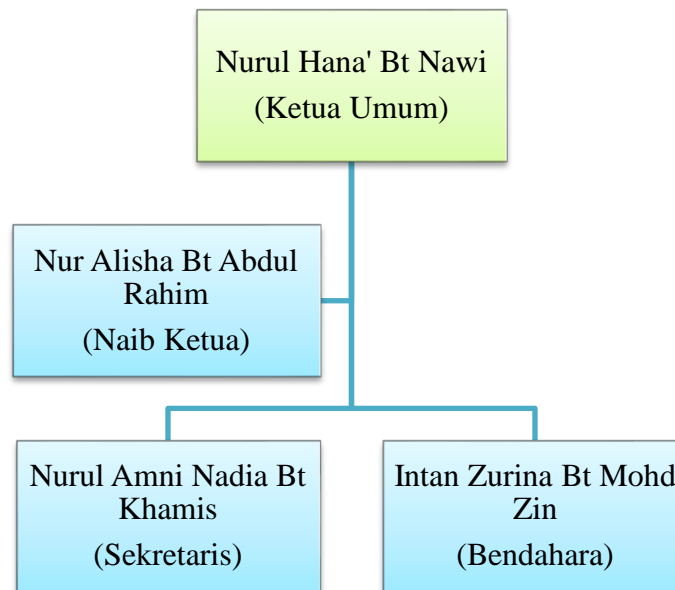 Nurul Hana' Bt Nawi
(Ketua Umum)
Nur Alisha Bt Abdul
Rahim
(Naib Ketua)
Nurul Amni Nadia Bt
Khamis
(Sekretaris)
Intan Zurina Bt Mohd
Zin
(Bendahara)